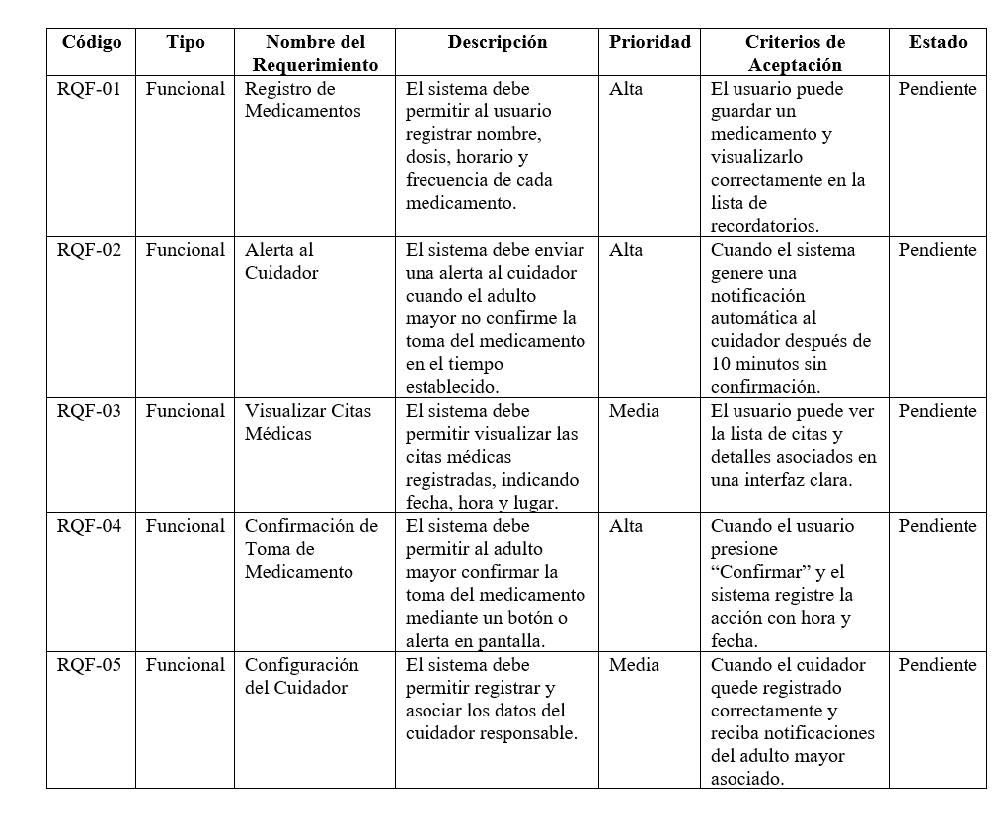 Código Tipo Nombre del Requerimiento Descripción Prioridad Criterios de Aceptación Estado
RQF-01 Funcional Registro de Medicamentos El sistema debe permitir al usuario registrar nombre, dosis, horario y frecuencia de cada medicamento. Alta El usuario puede guardar un medicamento y visualizarlo correctamente en la lista de recordatorios. Pendiente
RQF-02 Funcional Alerta al Cuidador El sistema debe enviar una alerta al cuidador cuando el adulto mayor no confirme la toma del medicamento en el tiempo establecido. Alta Cuando el sistema genere una notificación automática al cuidador después de 10 minutos sin confirmación. Pendiente
RQF-03 Funcional Visualizar Citas Médicas El sistema debe permitir visualizar las citas médicas registradas, indicando fecha, hora y lugar. Media El usuario puede ver la lista de citas y detalles asociados en una interfaz clara. Pendiente
RQF-04 Funcional Confirmación de Toma de Medicamento El sistema debe permitir al adulto mayor confirmar la toma del medicamento mediante un botón o alerta en pantalla. Alta Cuando el usuario presione “Confirmar” y el sistema registre la acción con hora y fecha. Pendiente
RQF-05 Funcional Configuración del Cuidador El sistema debe permitir registrar y asociar los datos del cuidador responsable. Media Cuando el cuidador quede registrado correctamente y reciba notificaciones del adulto mayor asociado. Pendiente